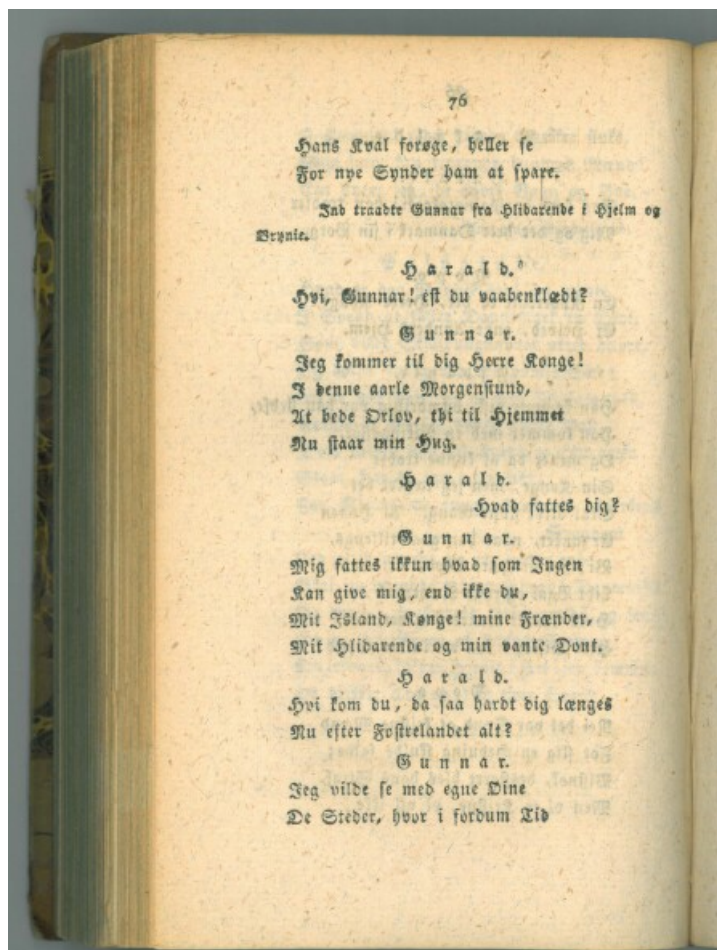 76
Hans Kval forøge, heller se
For nye Synder ham at spare.
Ind traadte Gunnar fra Hlidarende i Hjelm og
Brynie.
Harald.
Hvi, Gunnar! est du vaabenklædt?
Gunnar.
Jeg kommer til dig Herre Konge!
I denne aarle Morgenstund,
At bede Orlov, thi til Hjemmet
Nu staar min Hug.
Harald.
Hvad fattes dig?
Gunnar.
Mig fattes ikkun hvad som Ingen
Kan give mig, end ikke du,
Mit Island, Konge! mine Frænder,
Mit Hlidarende og min vante Dont.
Harald.
Hvi kom du, da saa hardt dig længes
Nu efter Fostrelandet alt?
Gunnar.
Jeg vilde se med egne Øine
De Steder, hvor i fordum Tid